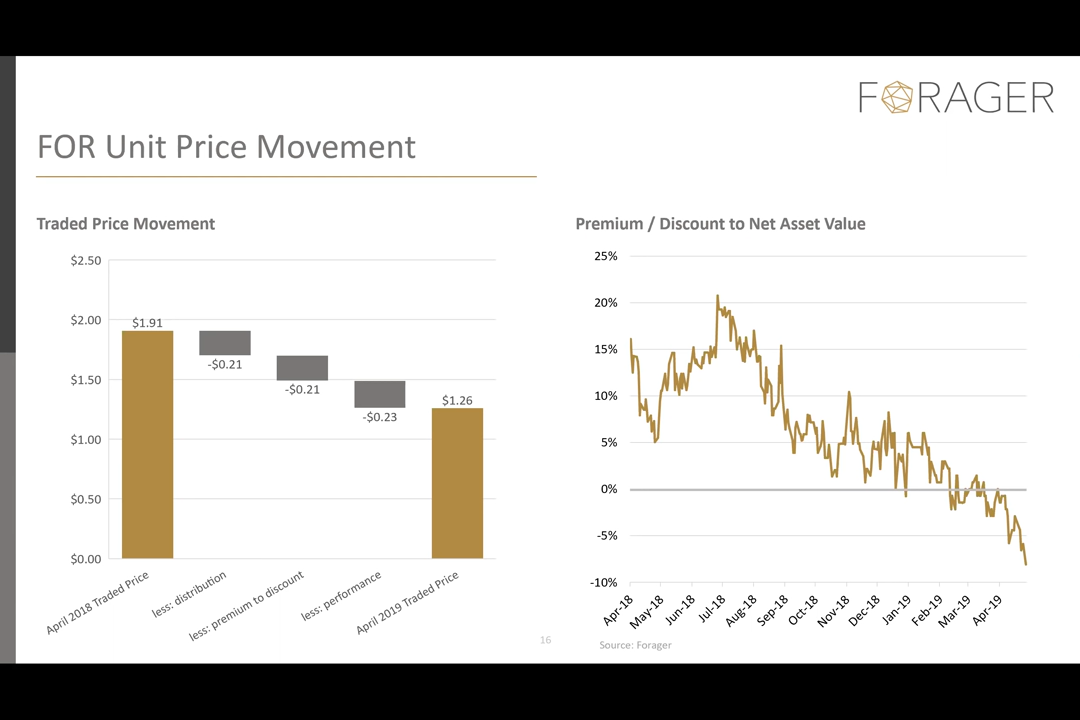 FORAGER
FOR Unit Price Movement
Traded Price Movement
$2.50
$2.00
$1.50
$1.00
$0.50
$0.00
$1.91
-$0.21
-$0.21
-$0.23
$1.26
April 2018 Traded Price
less: distribution
less: premium to discount
less: performance
April 2019 Traded Price
Premium / Discount to Net Asset Value
25%
20%
15%
10%
5%
0%
-5%
-10%
Apr-18
May-18
Jun-18
Jul-18
Aug-18
Sep-18
Oct-18
Nov-18
Dec-18
Jan-19
Feb-19
Mar-19
Apr-19
16
Source: Forager